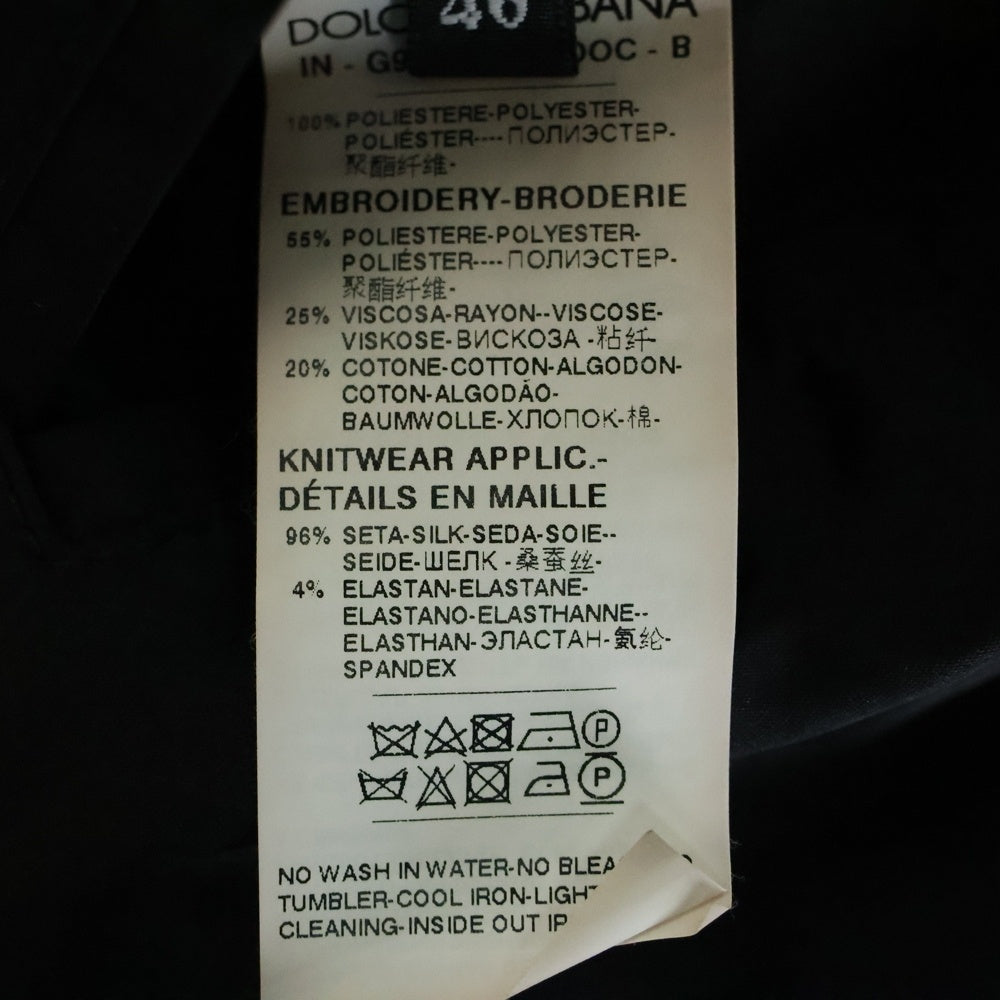 46
DOLC BANA
IN - G9 OOC - B
100% POLIESTERE-POLYESTER-
POLIÉSTER----ПОЛИЭСТЕР-
聚酯纤维-
EMBROIDERY-BRODERIE
55% POLIESTERE-POLYESTER-
POLIÉSTER----ПОЛИЭСТЕР-
聚酯纤维-
25% VISCOSA-RAYON--VISCOSE-
VISKOSE-ВИСКОЗА -粘纤-
20% COTONE-COTTON-ALGODON-
COTON-ALGODÃO-
BAUMWOLLE-ХЛОПОК-棉-
KNITWEAR APPLIC.-
DÉTAILS EN MAILLE
96% SETA-SILK-SEDA-SOIE--
SEIDE-ШЕЛК -桑蚕丝-
4% ELASTAN-ELASTANE-
ELASTANO-ELASTHANNE--
ELASTHAN-ЭЛАСТАН-氨纶-
SPANDEX
P
P
NO WASH IN WATER-NO BLEA
TUMBLER-COOL IRON-LIGHT
CLEANING-INSIDE OUT IR